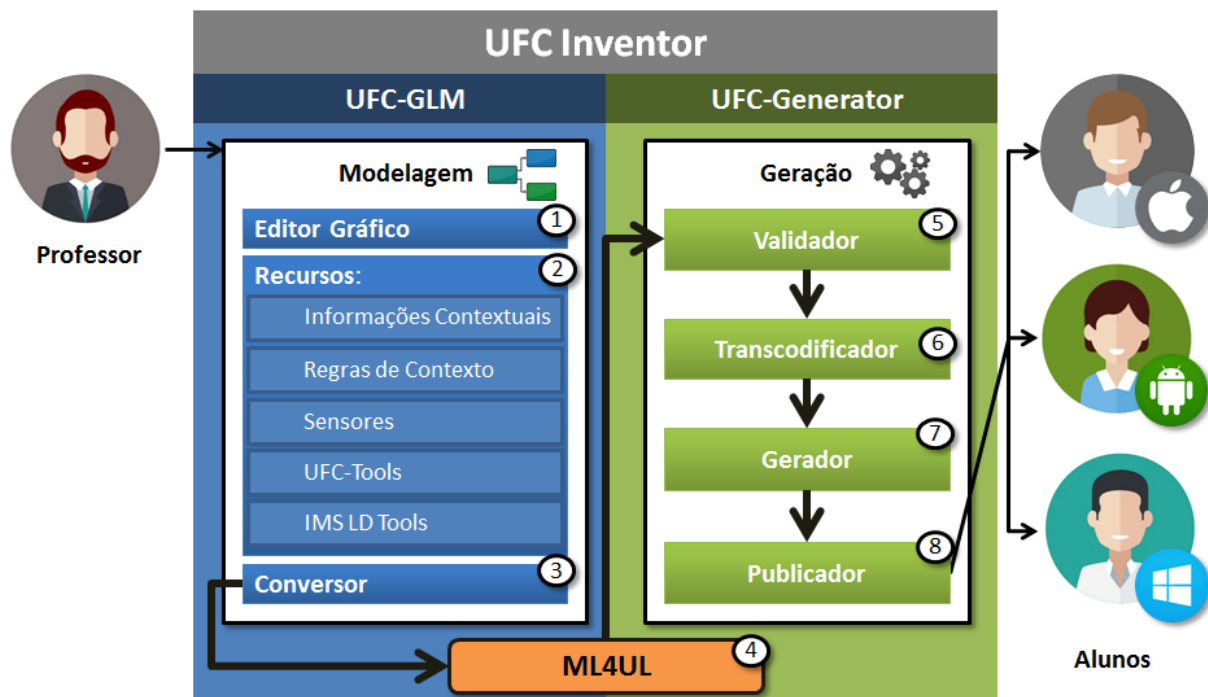 UFC Inventor
UFC-GLM
UFC-Generator
Professor
Modelagem
Editor Gráfico
1
Recursos:
2
Informações Contextuais
Regras de Contexto
Sensores
UFC-Tools
IMS LD Tools
Conversor
3
ML4UL
4
Geração
Validador
5
Transcodificador
6
Gerador
7
Publicador
8
Alunos